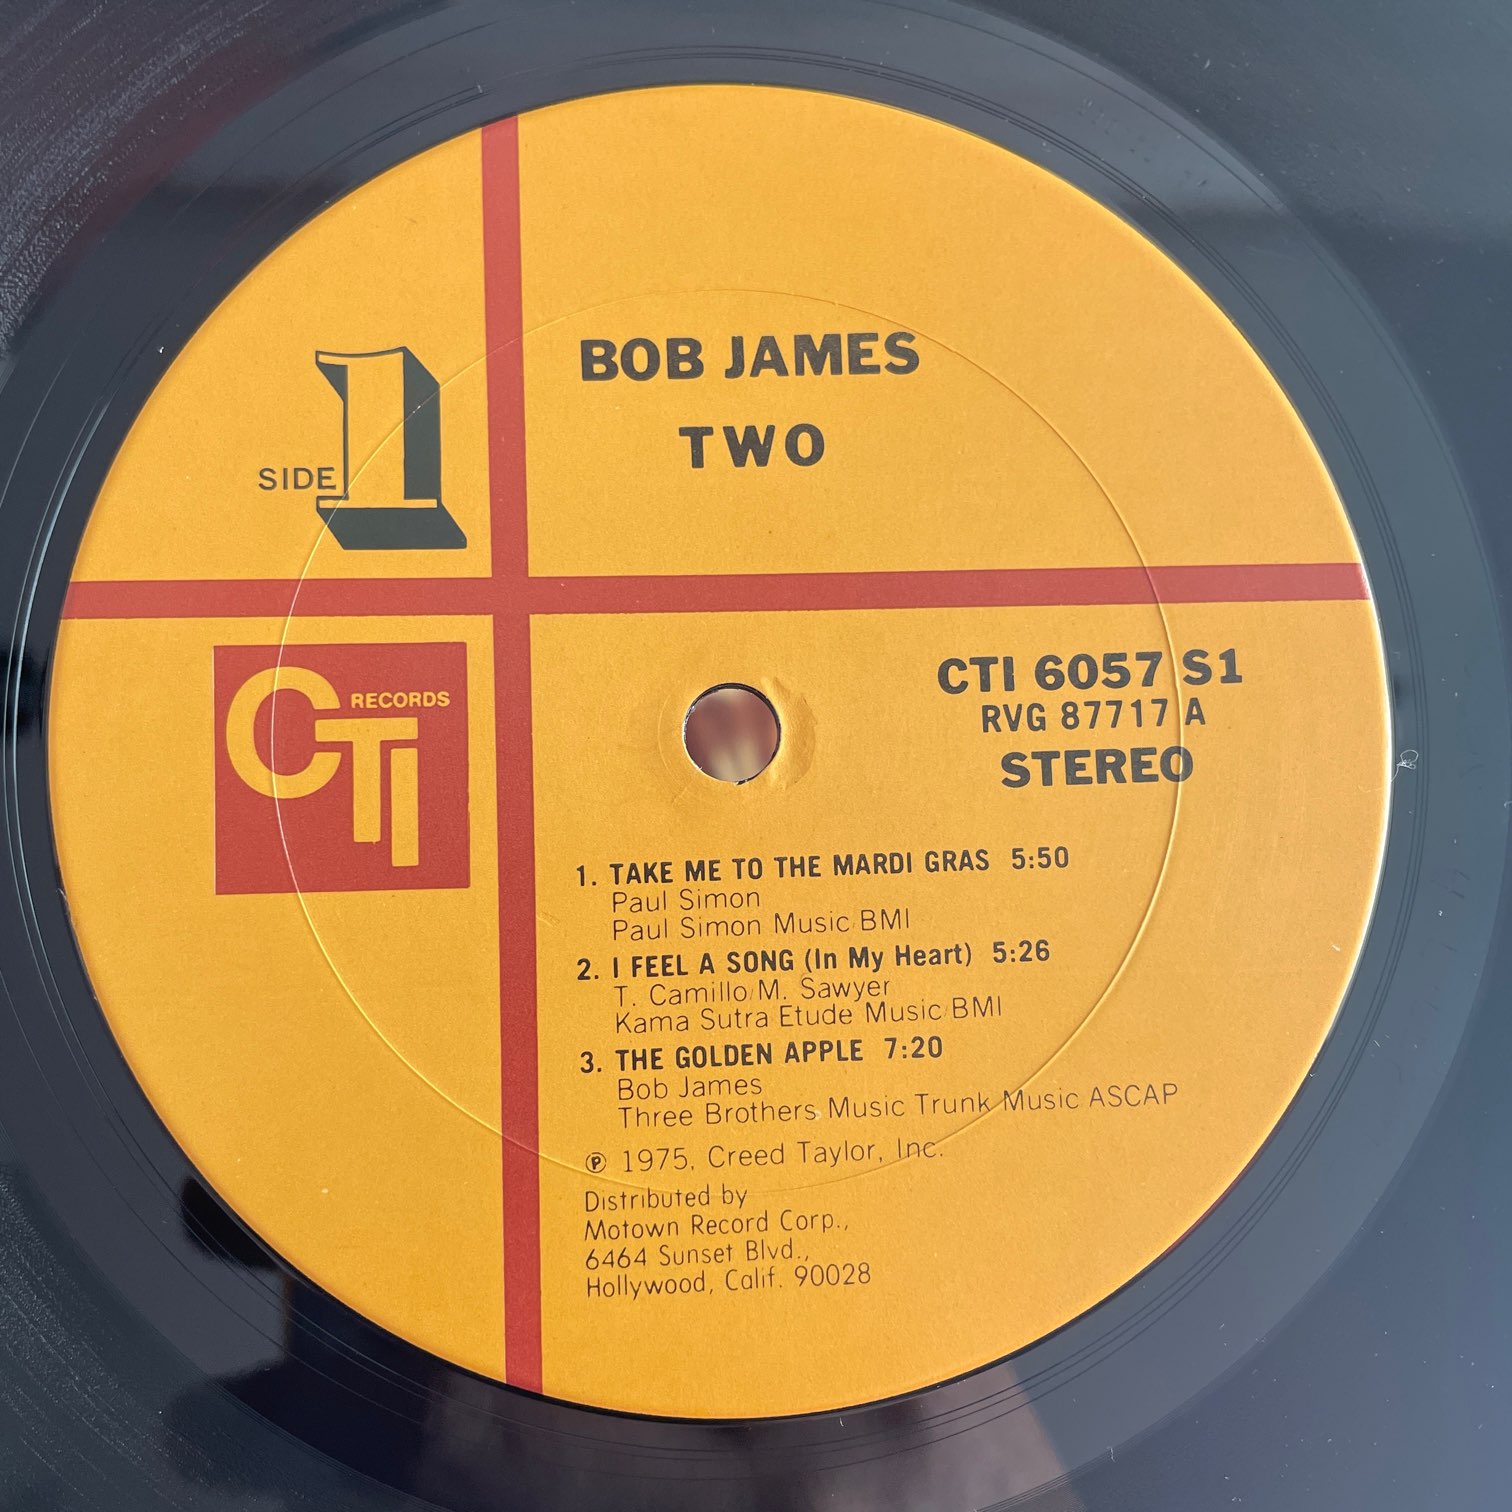 BOB JAMES
TWO
SIDE 1
CTI RECORDS
CTI 6057 S1
RVG 87717 A
STEREO
1. TAKE ME TO THE MARDI GRAS 5:50
Paul Simon
Paul Simon Music/BMI
2. I FEEL A SONG (In My Heart) 5:26
T. Camillo/M. Sawyer
Kama Sutra/Etude Music/BMI
3. THE GOLDEN APPLE 7:20
Bob James
Three Brothers Music/Trunk Music/ASCAP
℗ 1975, Creed Taylor, Inc.
Distributed by
Motown Record Corp.,
6464 Sunset Blvd.,
Hollywood, Calif. 90028